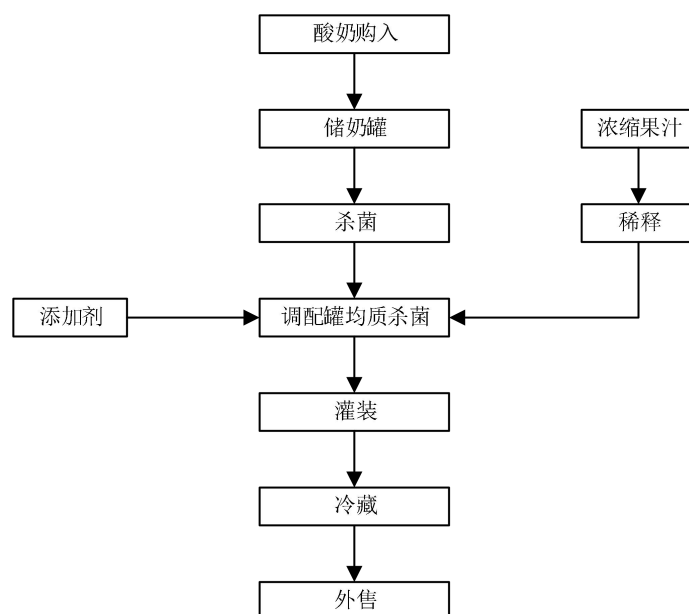 酸奶购入
储奶罐
浓缩果汁
杀菌
稀释
添加剂
调配罐均质杀菌
灌装
冷藏
外售